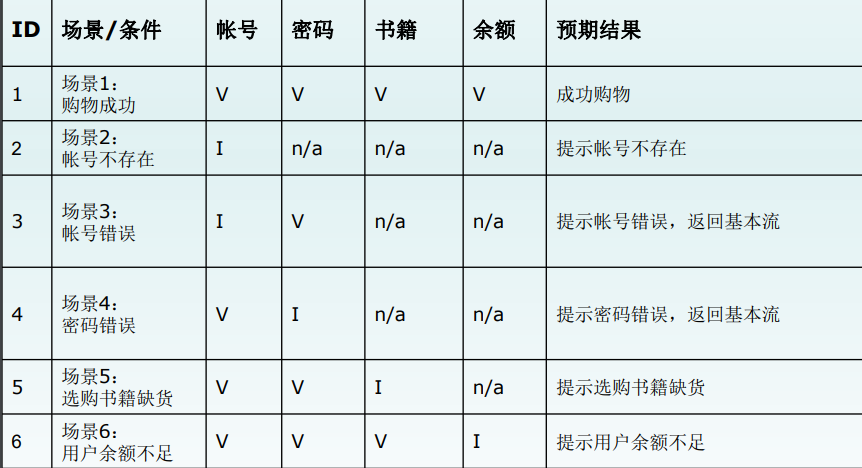 ID 场景/条件 帐号 密码 书籍 余额 预期结果
1 场景1: V V V V 成功购物
购物成功
2 场景2: I n/a n/a n/a 提示帐号不存在
帐号不存在
3 场景3: I V n/a n/a 提示帐号错误，返回基本流
帐号错误
4 场景4: V I n/a n/a 提示密码错误，返回基本流
密码错误
5 场景5: V V I n/a 提示选购书籍缺货
选购书籍缺货
6 场景6: V V V I 提示用户余额不足
用户余额不足